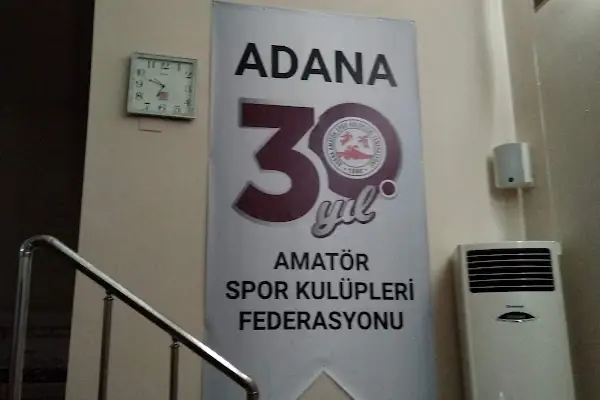 ADANA
30.
yıl
AMATÖR
SPOR KULÜPLERİ
FEDERASYONU